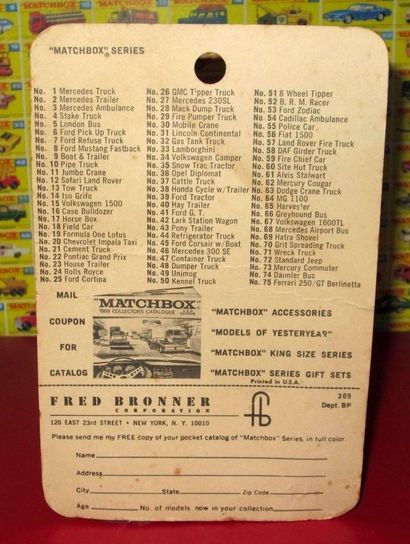 "MATCHBOX" SERIES
No. 1 Mercedes Truck
No. 2 Mercedes Trailer
No. 3 Mercedes Ambulance
No. 4 Stake Truck
No. 5 London Bus
No. 6 Ford Pick Up Truck
No. 7 Ford Refuse Truck
No. 8 Ford Mustang Fastback
No. 9 Boat & Trailer
No. 10 Pipe Truck
No. 11 Jumbo Crane
No. 12 Safari Land Rover
No. 13 Tow Truck
No. 14 Iso Grifo
No. 15 Volkswagen 1500
No. 16 Case Bulldozer
No. 17 Horse Box
No. 18 Field Car
No. 19 Formula One Lotus
No. 20 Chevrolet Impala Taxi
No. 21 Cement Truck
No. 22 Pontiac Grand Prix
No. 23 House Trailer
No. 24 Rolls Royce
No. 25 Ford Cortina
No. 26 GMC Tipper Truck
No. 27 Mercedes 230SL
No. 28 Mack Dump Truck
No. 29 Fire Pumper Truck
No. 30 Mobile Crane
No. 31 Lincoln Continental
No. 32 Gas Tank Truck
No. 33 Lamborghini
No. 34 Volkswagen Camper
No. 35 Snow Trac Tractor
No. 36 Opel Diplomat
No. 37 Cattle Truck
No. 38 Honda Cycle w/Trailer
No. 39 Ford Tractor
No. 40 Hay Trailer
No. 41 Ford G. T.
No. 42 Lark Station Wagon
No. 43 Pony Trailer
No. 44 Refrigerator Truck
No. 45 Ford Corsair w/Boat
No. 46 Mercedes 300 SE
No. 47 Container Truck
No. 48 Dumper Truck
No. 49 Unimog
No. 50 Kennel Truck
No. 51 8 Wheel Tipper
No. 52 B. R. M. Racer
No. 53 Ford Zodiac
No. 54 Cadillac Ambulance
No. 55 Police Car
No. 56 Fiat 1500
No. 57 Land Rover Fire Truck
No. 58 DAF Girder Truck
No. 59 Fire Chief Car
No. 60 Site Hut Truck
No. 61 Alvis Stalwart
No. 62 Mercury Cougar
No. 63 Dodge Crane Truck
No. 64 MG 1100
No. 65 Harvester
No. 66 Greyhound Bus
No. 67 Volkswagen 1600TL
No. 68 Mercedes Airport Bus
No. 69 Hatra Shovel
No. 70 Grit Spreading Truck
No. 71 Wreck Truck
No. 72 Standard Jeep
No. 73 Mercury Commuter
No. 74 Daimler Bus
No. 75 Ferrari 250/GT Berlinetta
MAIL
COUPON
FOR
CATALOG
MATCHBOX
1969 COLLECTOR'S CATALOGUE
"MATCHBOX" ACCESSORIES
"MODELS OF YESTERYEAR"
"MATCHBOX" KING SIZE SERIES
"MATCHBOX" SERIES GIFT SETS
Printed in U.S.A.
FRED BRONNER
CORPORATION
120 EAST 23rd STREET • NEW YORK, N. Y. 10010
369
Dept. BP
Please send me my FREE copy of your pocket catalog of "Matchbox" Series, in full color.
Name
Address
City State Zip Code
Age No. of models now in your collection